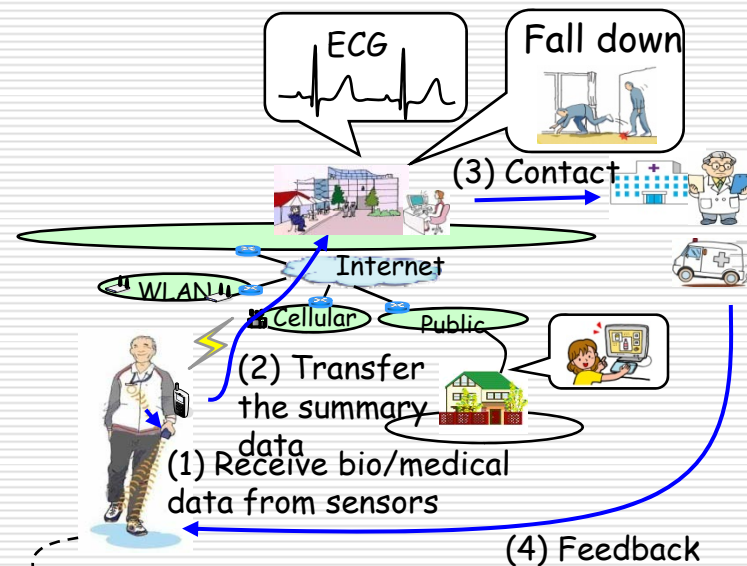 ECG
Fall down
(3) Contact
Internet
WLAN
Cellular
Public
(2) Transfer
the summary
data
(1) Receive bio/medical
data from sensors
(4) Feedback